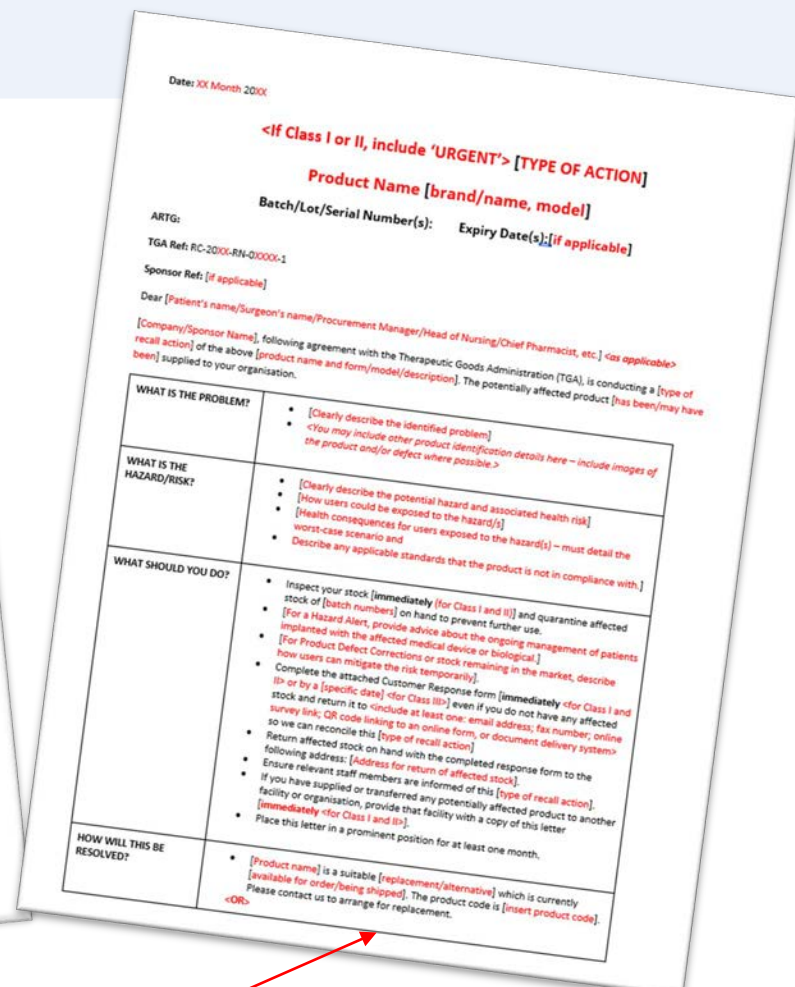 Date: XX Month 20XX
<If Class I or II, include 'URGENT'> [TYPE OF ACTION]
Product Name [brand/name, model]
Batch/Lot/Serial Number(s): Expiry Date(s):[if applicable]
ARTG:
TGA Ref: RC-20XX-RN-0XXXX-1
Sponsor Ref: [if applicable]
Dear [Patient's name/Surgeon's name/Procurement Manager/Head of Nursing/Chief Pharmacist, etc.] <as applicable>
[Company/Sponsor Name], following agreement with the Therapeutic Goods Administration (TGA), is conducting a [type of
recall action] of the above [product name and form/model/description]. The potentially affected product [has been/may have
been] supplied to your organisation.
WHAT IS THE PROBLEM?
• [Clearly describe the identified problem]
• <You may include other product identification details here – include images of
the product and/or defect where possible.>
WHAT IS THE
HAZARD/RISK?
• [Clearly describe the potential hazard and associated health risk]
• [How users could be exposed to the hazard/s]
• [Health consequences for users exposed to the hazard(s) – must detail the
worst-case scenario and
• Describe any applicable standards that the product is not in compliance with.]
WHAT SHOULD YOU DO?
• Inspect your stock [immediately (for Class I and II)] and quarantine affected
stock of [batch numbers] on hand to prevent further use.
• [For a Hazard Alert, provide advice about the ongoing management of patients
implanted with the affected medical device or biological.]
• [For Product Defect Corrections or stock remaining in the market, describe
how users can mitigate the risk temporarily].
• Complete the attached Customer Response form [immediately <for Class I and
II> or by a [specific date] <for Class III>] even if you do not have any affected
stock and return it to <include at least one: email address; fax number; online
survey link; QR code linking to an online form, or document delivery system>
so we can reconcile this [type of recall action]
• Return affected stock on hand with the completed response form to the
following address: [Address for return of affected stock].
• Ensure relevant staff members are informed of this [type of recall action].
• If you have supplied or transferred any potentially affected product to another
facility or organisation, provide that facility with a copy of this letter
[immediately <for Class I and II>].
• Place this letter in a prominent position for at least one month.
HOW WILL THIS BE
RESOLVED?
• [Product name] is a suitable [replacement/alternative] which is currently
[available for order/being shipped]. The product code is [insert product code].
Please contact us to arrange for replacement.
<OR>